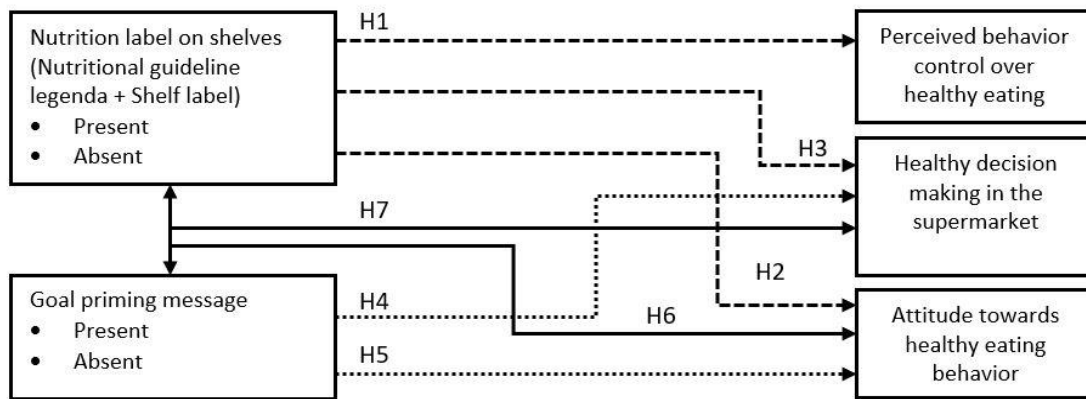 Nutrition label on shelves
(Nutritional guideline
legenda + Shelf label)
• Present
• Absent
H1
Perceived behavior
control over
healthy eating
H3
Healthy decision
making in the
supermarket
H7
H2
Goal priming message
• Present
• Absent
H4
H6
H5
Attitude towards
healthy eating
behavior